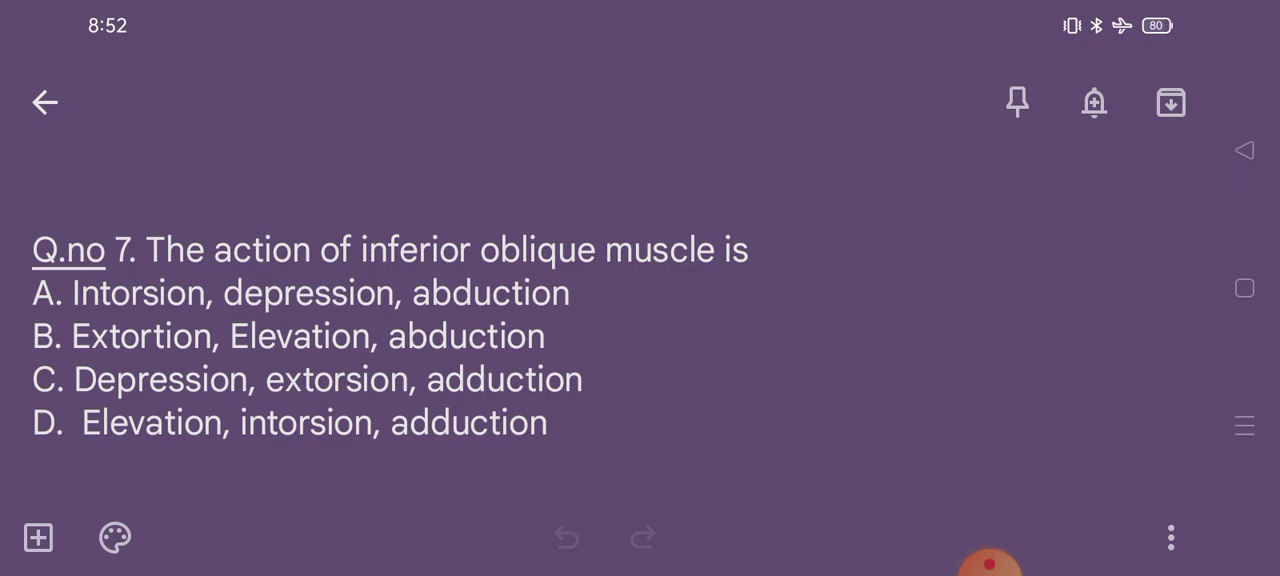 8:52
80
Q.no 7. The action of inferior oblique muscle is
A. Intorsion, depression, abduction
B. Extortion, Elevation, abduction
C. Depression, extorsion, adduction
D.  Elevation, intorsion, adduction